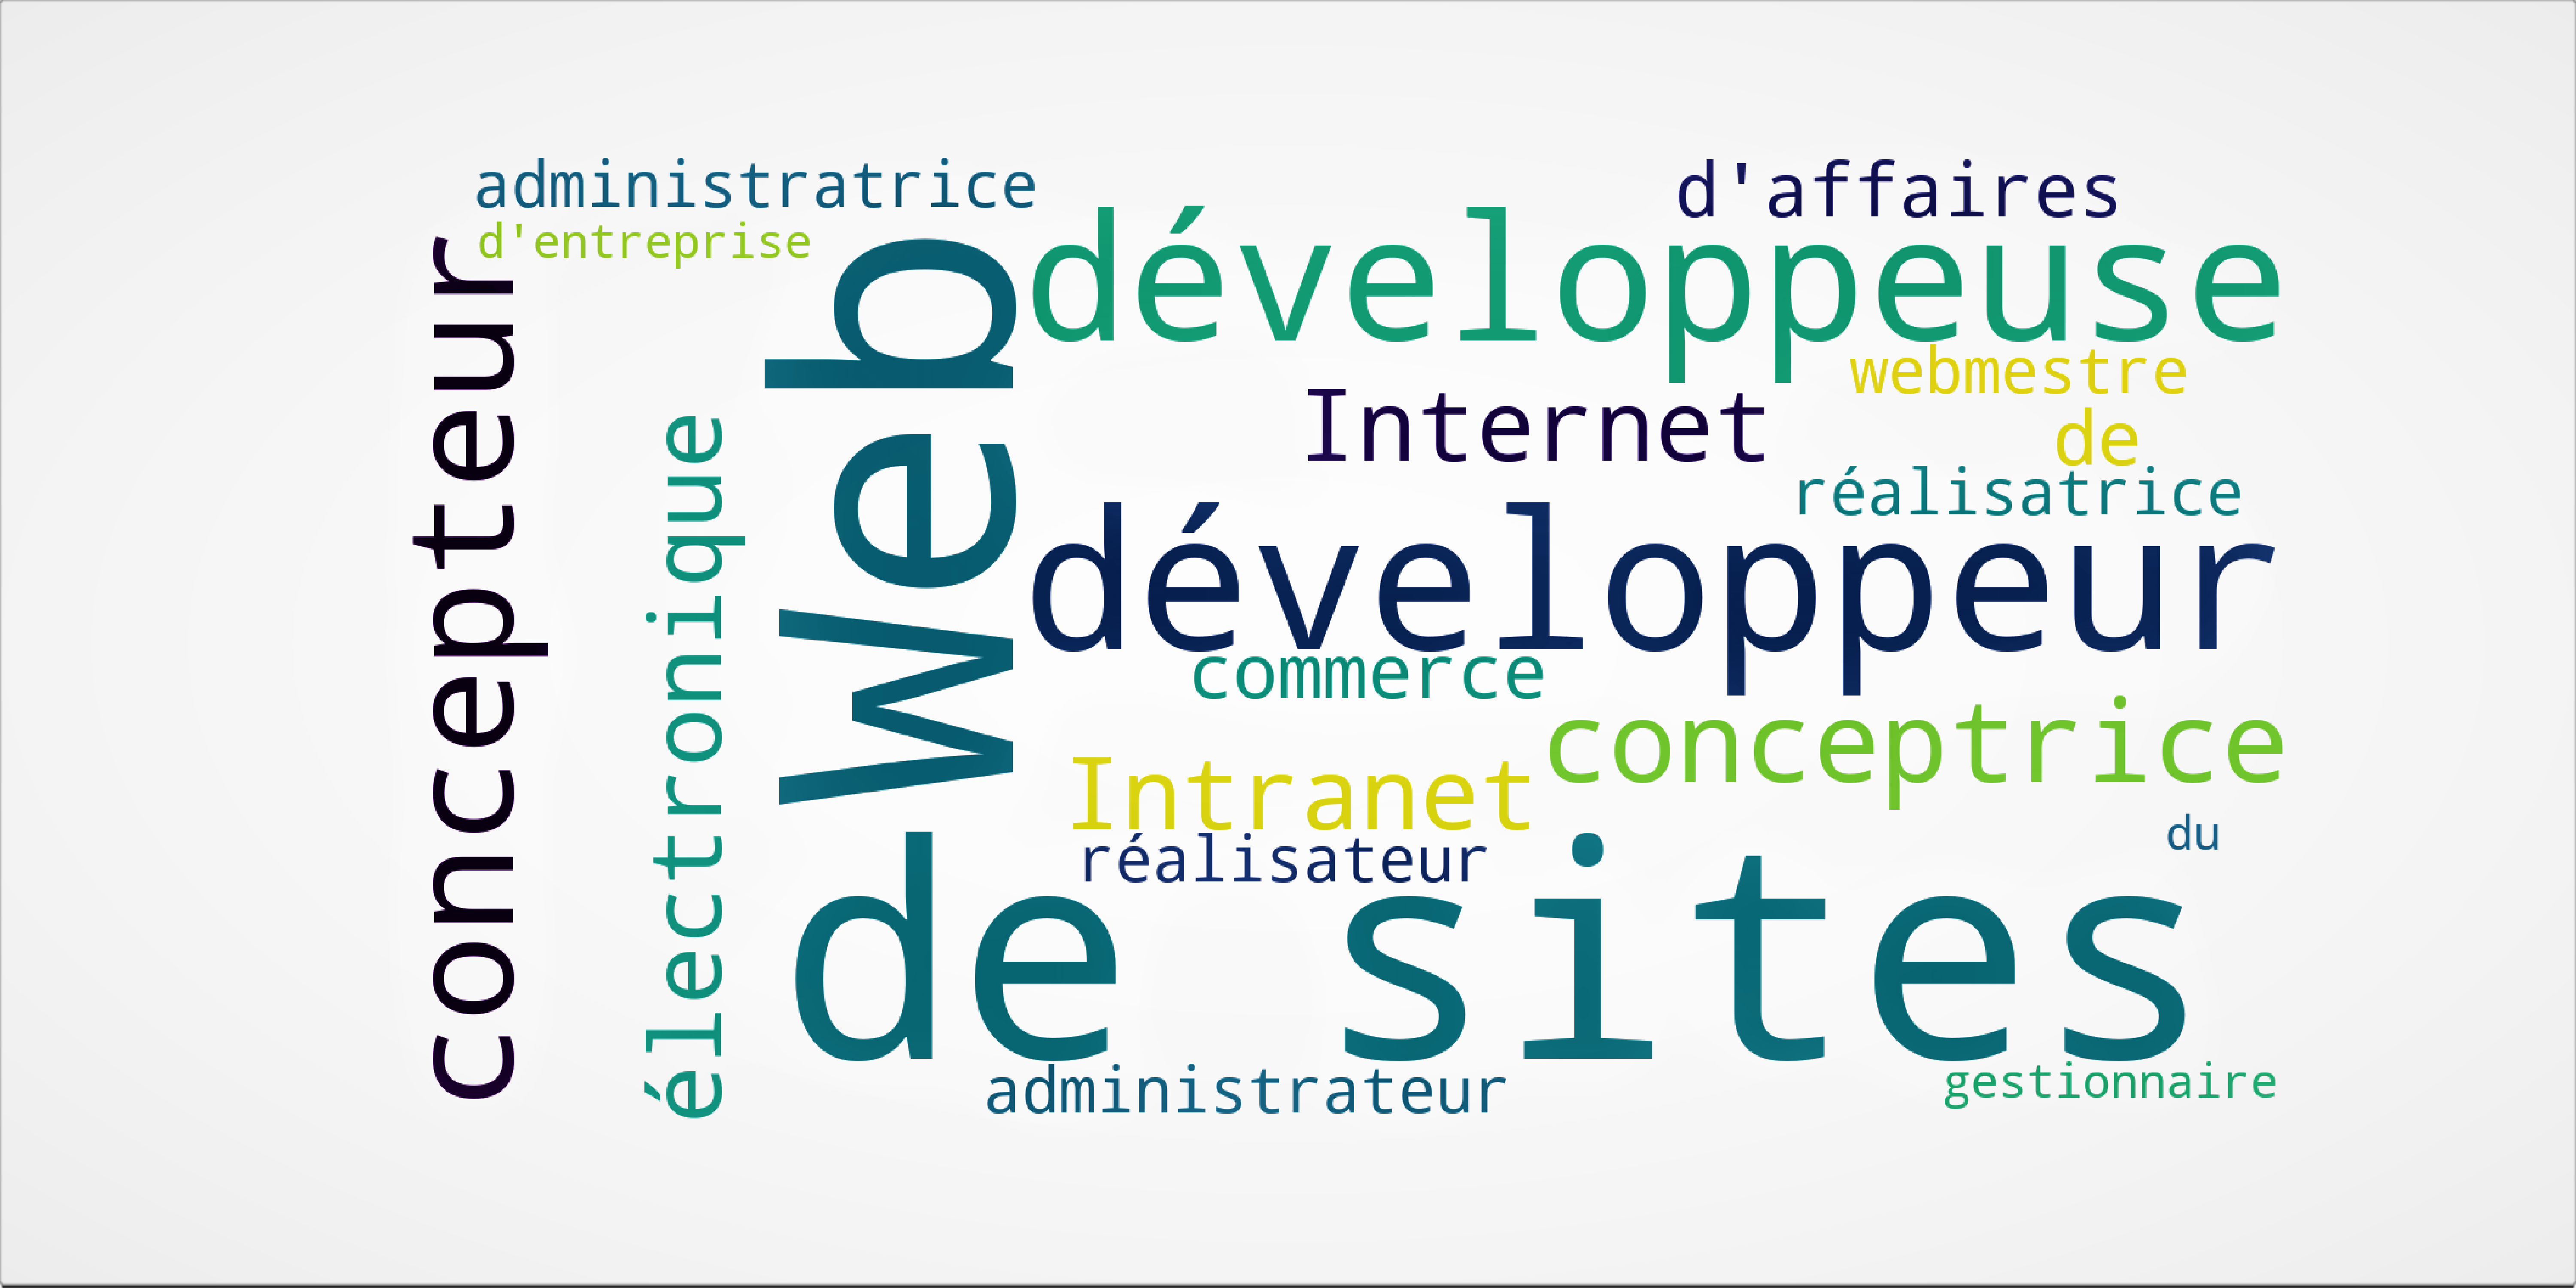 administratrice
d'affaires
d'entreprise
développeuse
concepteur
Web
webmestre
Internet
de
électronique
réalisatrice
développeur
commerce
conceptrice
Intranet
du
réalisateur
de sites
administrateur
gestionnaire